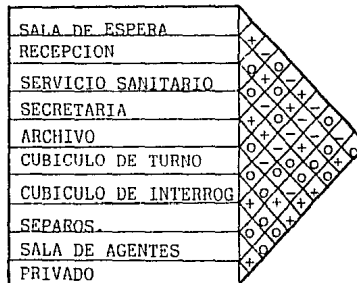 SALA DE ESPERA
RECEPCION
SERVICIO SANITARIO
SECRETARIA
ARCHIVO
CUBICULO DE TURNO
CUBICULO DE INTERROG
SEPAROS.
SALA DE AGENTES
PRIVADO